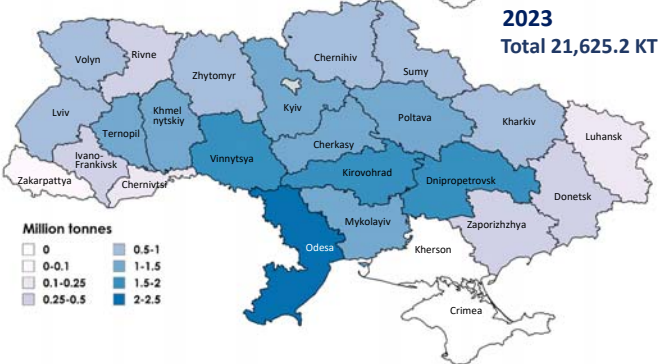 2023
Total 21,625.2 KT
Volyn
Rivne
Zhytomyr
Chernihiv
Sumy
Kyiv
Lviv
Ternopil
Khmel
nytskiy
Vinnytsya
Cherkasy
Poltava
Kharkiv
Luhansk
Ivano-
Frankivsk
Zakarpattya
Chernivtsi
Kirovohrad
Dnipropetrovsk
Donetsk
Zaporizhzhya
Mykolayiv
Odesa
Kherson
Crimea
Million tonnes
0
0-0.1
0.1-0.25
0.25-0.5
0.5-1
1-1.5
1.5-2
2-2.5